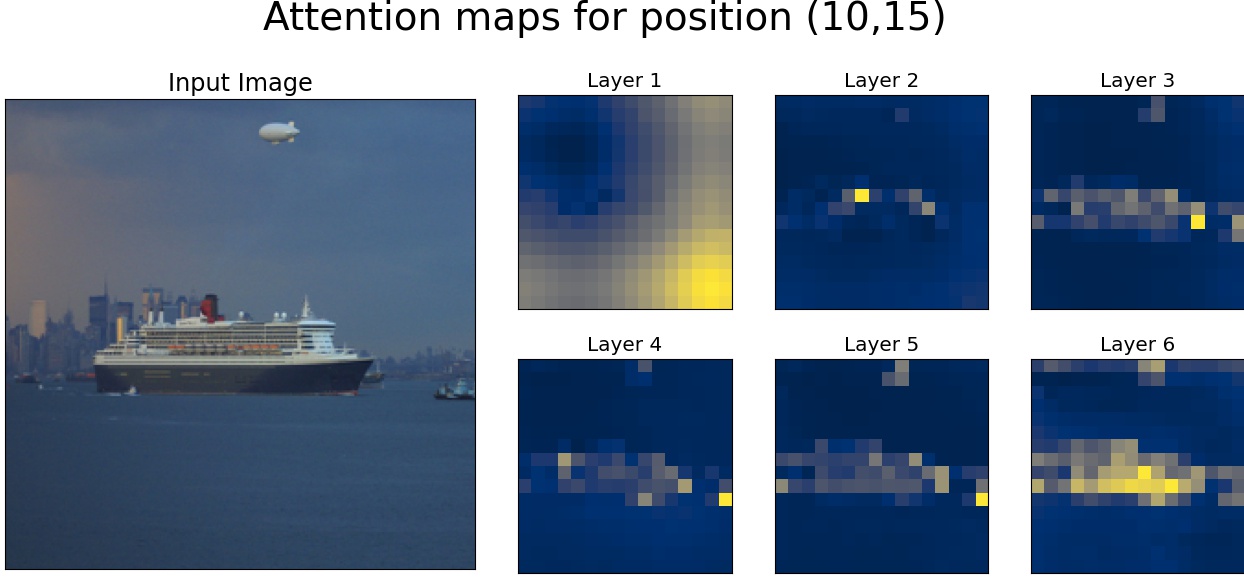 Attention maps for position (10,15)
Input Image
Layer 1
Layer 2
Layer 3
Layer 4
Layer 5
Layer 6